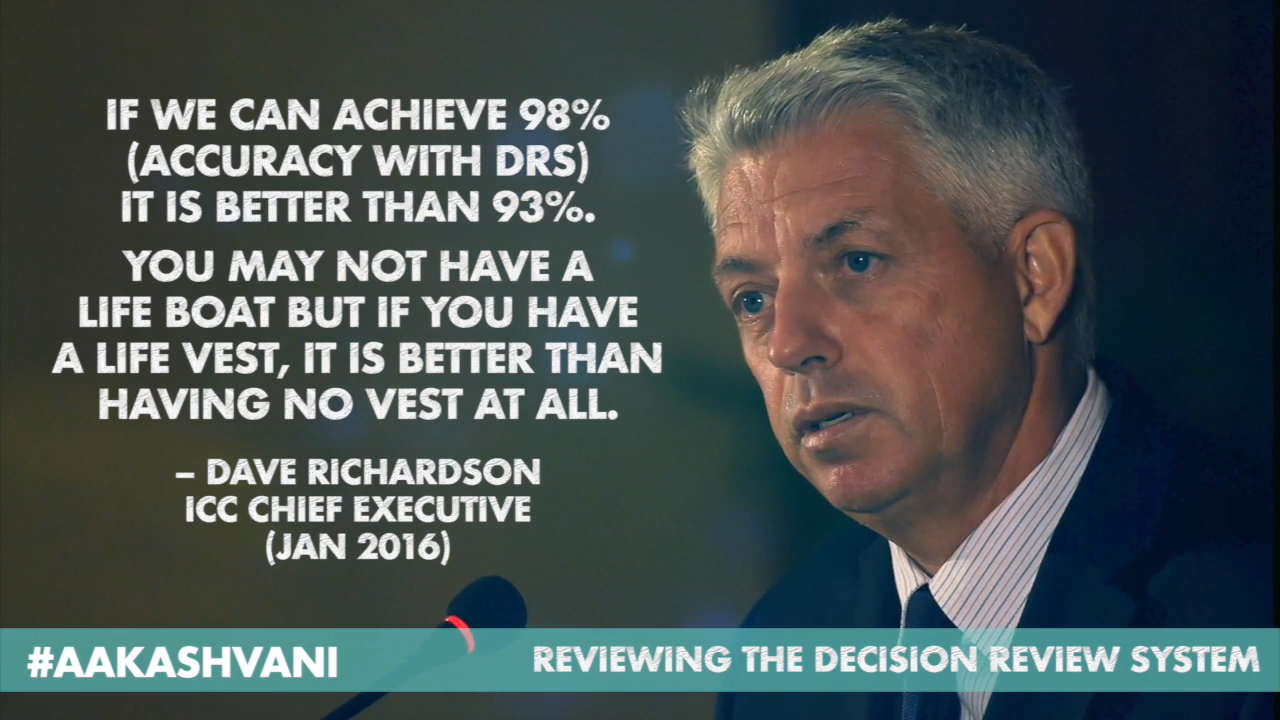 IF WE CAN ACHIEVE 98%
(ACCURACY WITH DRS)
IT IS BETTER THAN 93%.
YOU MAY NOT HAVE A
LIFE BOAT BUT IF YOU HAVE
A LIFE VEST, IT IS BETTER THAN
HAVING NO VEST AT ALL.
– DAVE RICHARDSON
ICC CHIEF EXECUTIVE
(JAN 2016)
#AAKASHVANI
REVIEWING THE DECISION REVIEW SYSTEM